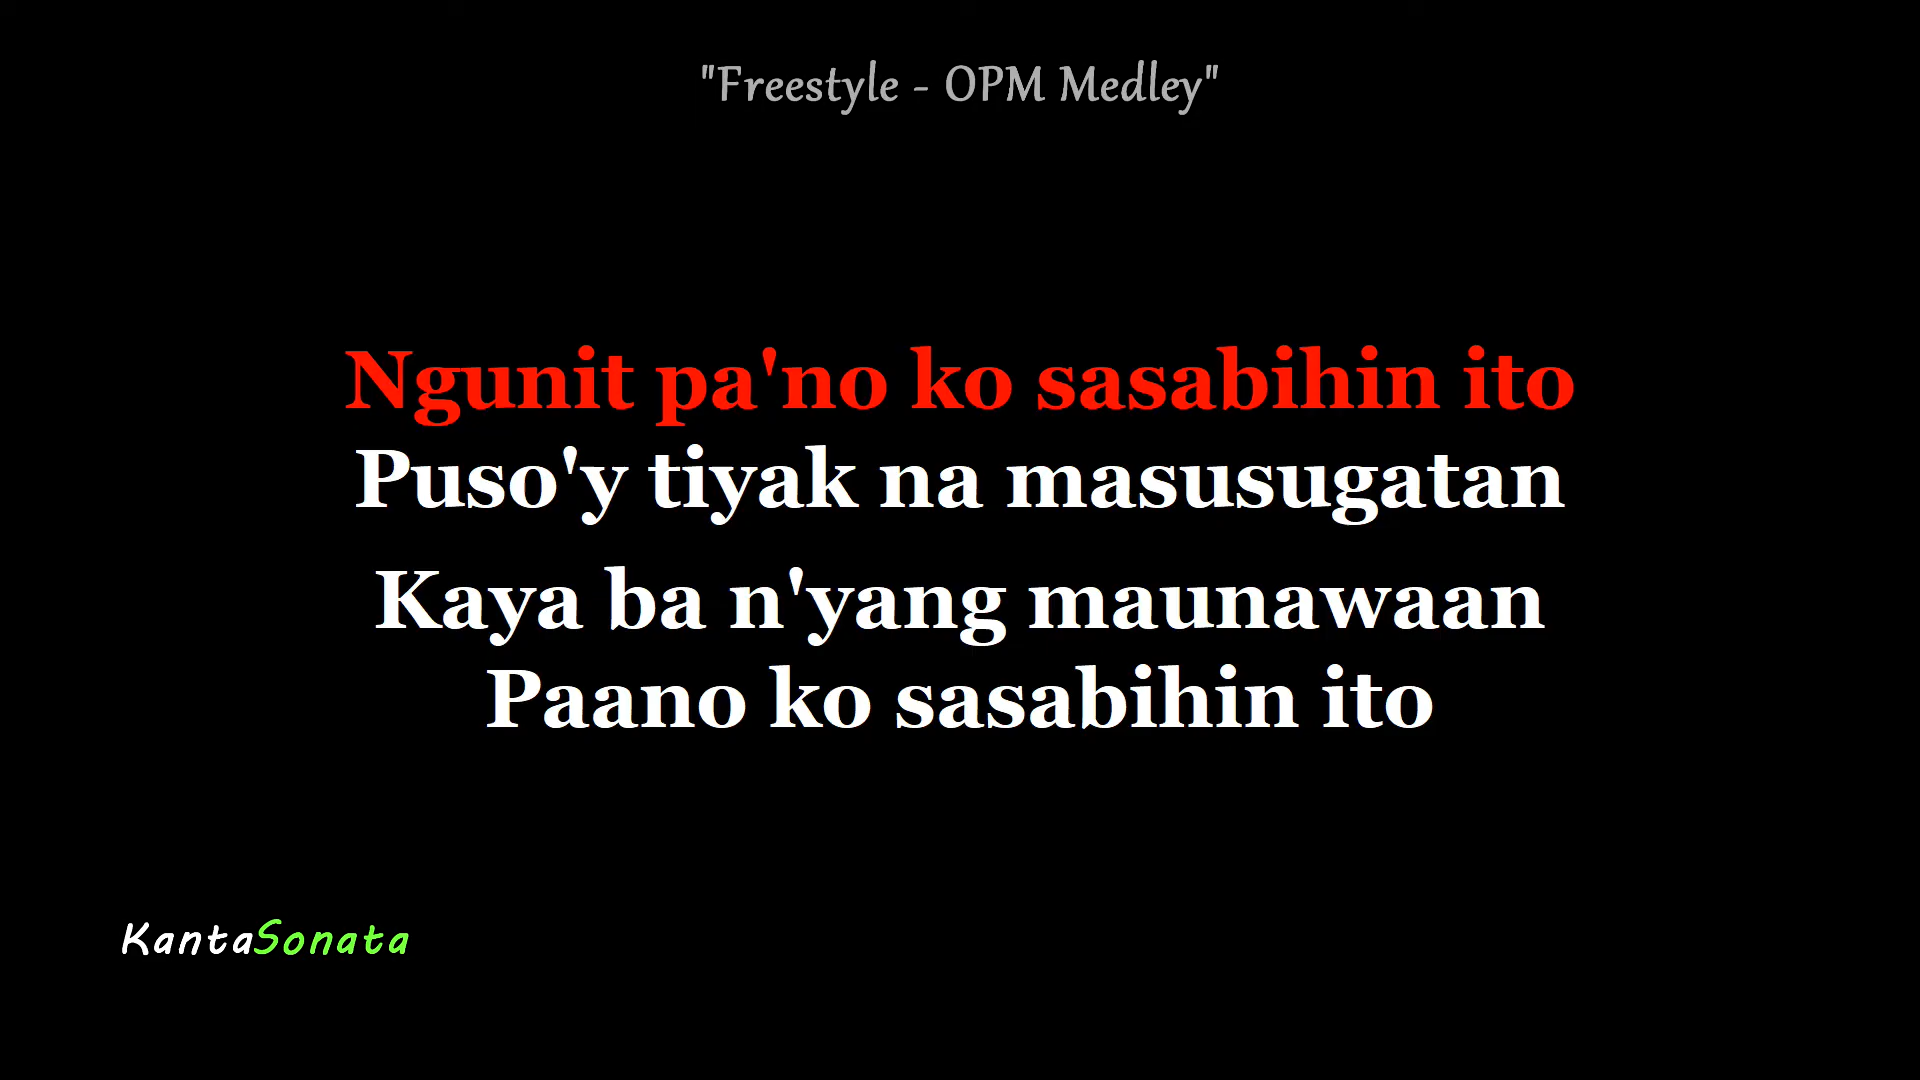 "Freestyle - OPM Medley"
Ngunit pa'no ko sasabihin ito
Puso'y tiyak na masusugatan
Kaya ba n'yang maunawaan
Paano ko sasabihin ito
KantaSonata